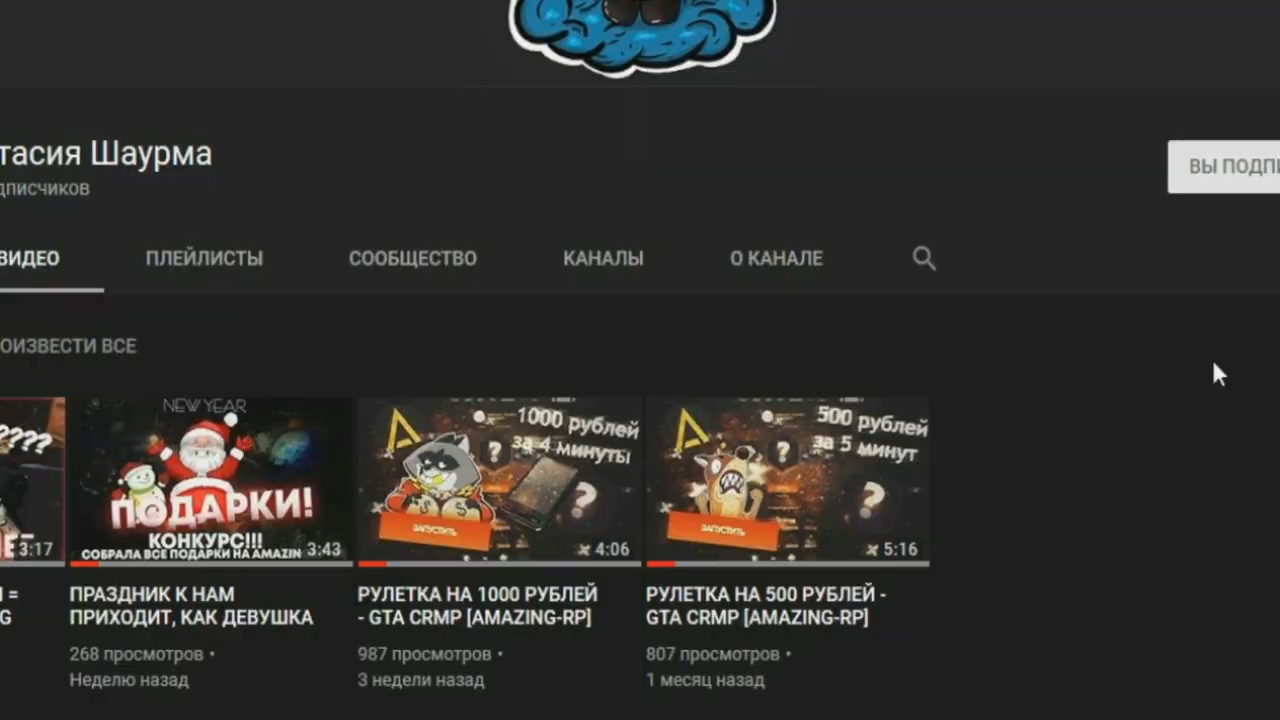 тасия Шаурма
дписчиков
ВЫ ПОДПИ
ВИДЕО ПЛЕЙЛИСТЫ СООБЩЕСТВО КАНАЛЫ О КАНАЛЕ
ОИЗВЕСТИ ВСЕ
????
3:17
NEW YEAR
ПОДАРКИ!
КОНКУРС!!!
СОБРАЛА ВСЕ ПОДАРКИ НА AMAZIN
3:43
1000 рублей
за 4 минуты
ЗАПУСТИТЬ
4:06
500 рублей
за 5 минут
ЗАПУСТИТЬ
5:16
=
G
ПРАЗДНИК К НАМ
ПРИХОДИТ, КАК ДЕВУШКА
268 просмотров •
Неделю назад
РУЛЕТКА НА 1000 РУБЛЕЙ
- GTA CRMP [AMAZING-RP]
987 просмотров •
3 недели назад
РУЛЕТКА НА 500 РУБЛЕЙ -
GTA CRMP [AMAZING-RP]
807 просмотров •
1 месяц назад